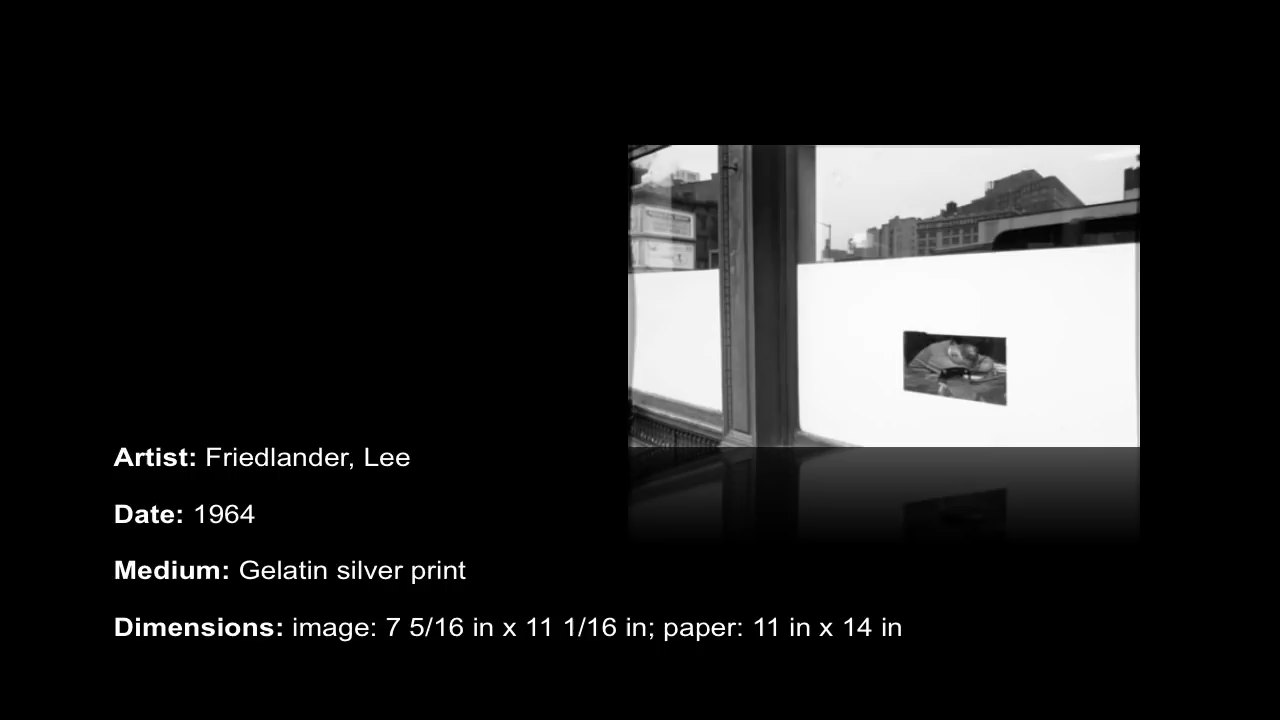 Artist: Friedlander, Lee
Date: 1964
Medium: Gelatin silver print
Dimensions: image: 7 5/16 in x 11 1/16 in; paper: 11 in x 14 in